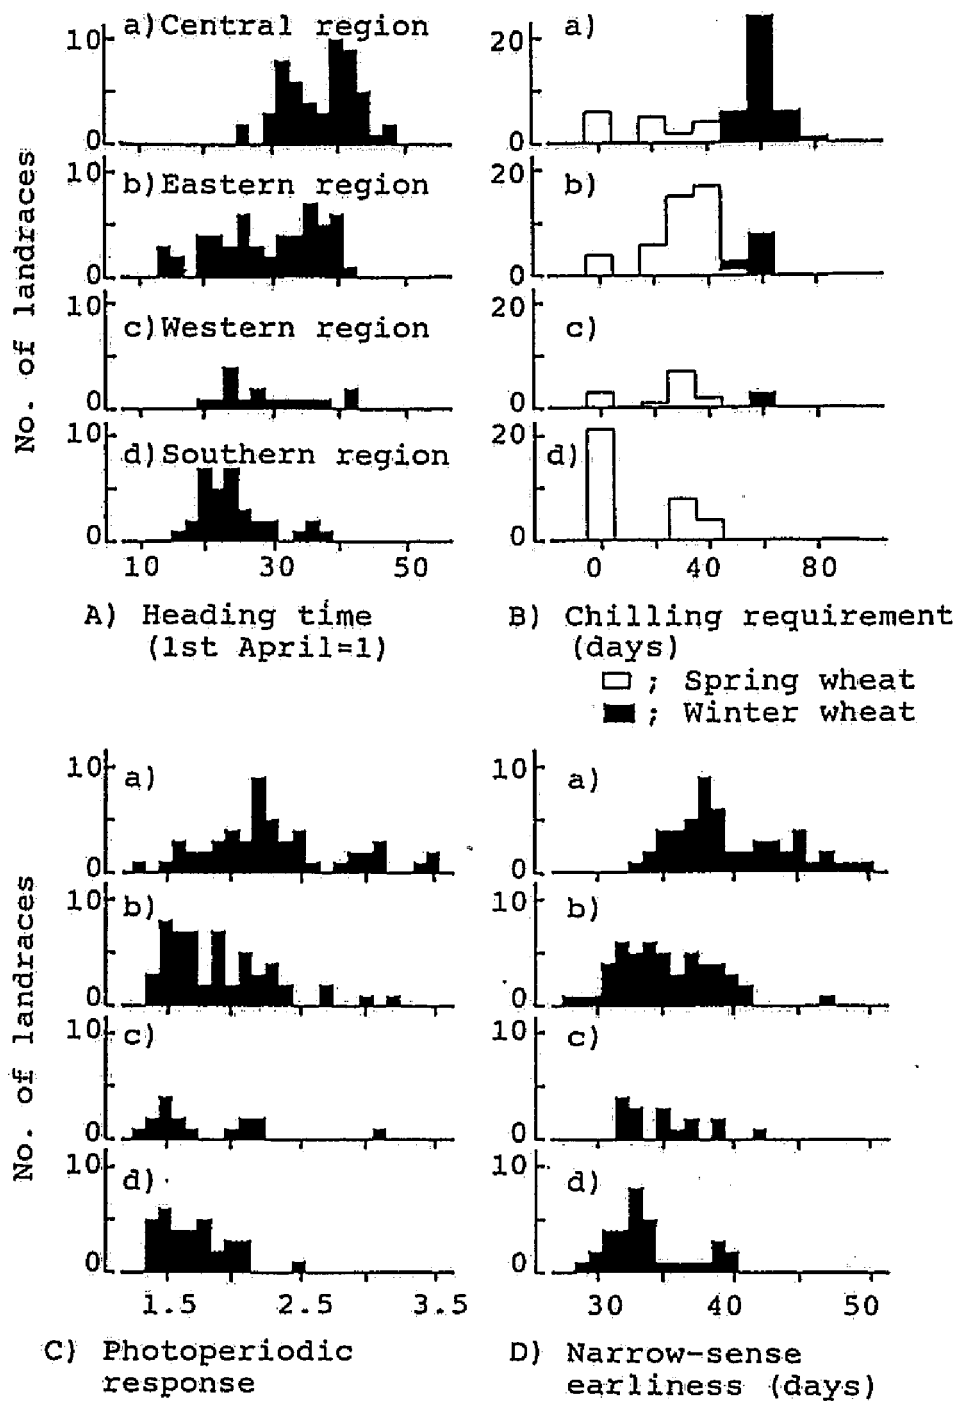 a)Central region
10
0
b)Eastern region
10
0
c)Western region
10
0
d)Southern region
10
0
10 30 50
No. of landraces
A) Heading time
(1st April=1)
a)
20
0
b)
20
0
c)
20
0
d)
20
0
0 40 80
B) Chilling requirement
(days)
; Spring wheat
; Winter wheat
a)
10
0
b)
10
0
c)
10
0
d)
10
0
1.5 2.5 3.5
No. of landraces
C) Photoperiodic
response
a)
10
0
b)
10
0
c)
10
0
d)
10
0
30 40 50
D) Narrow-sense
earliness (days)